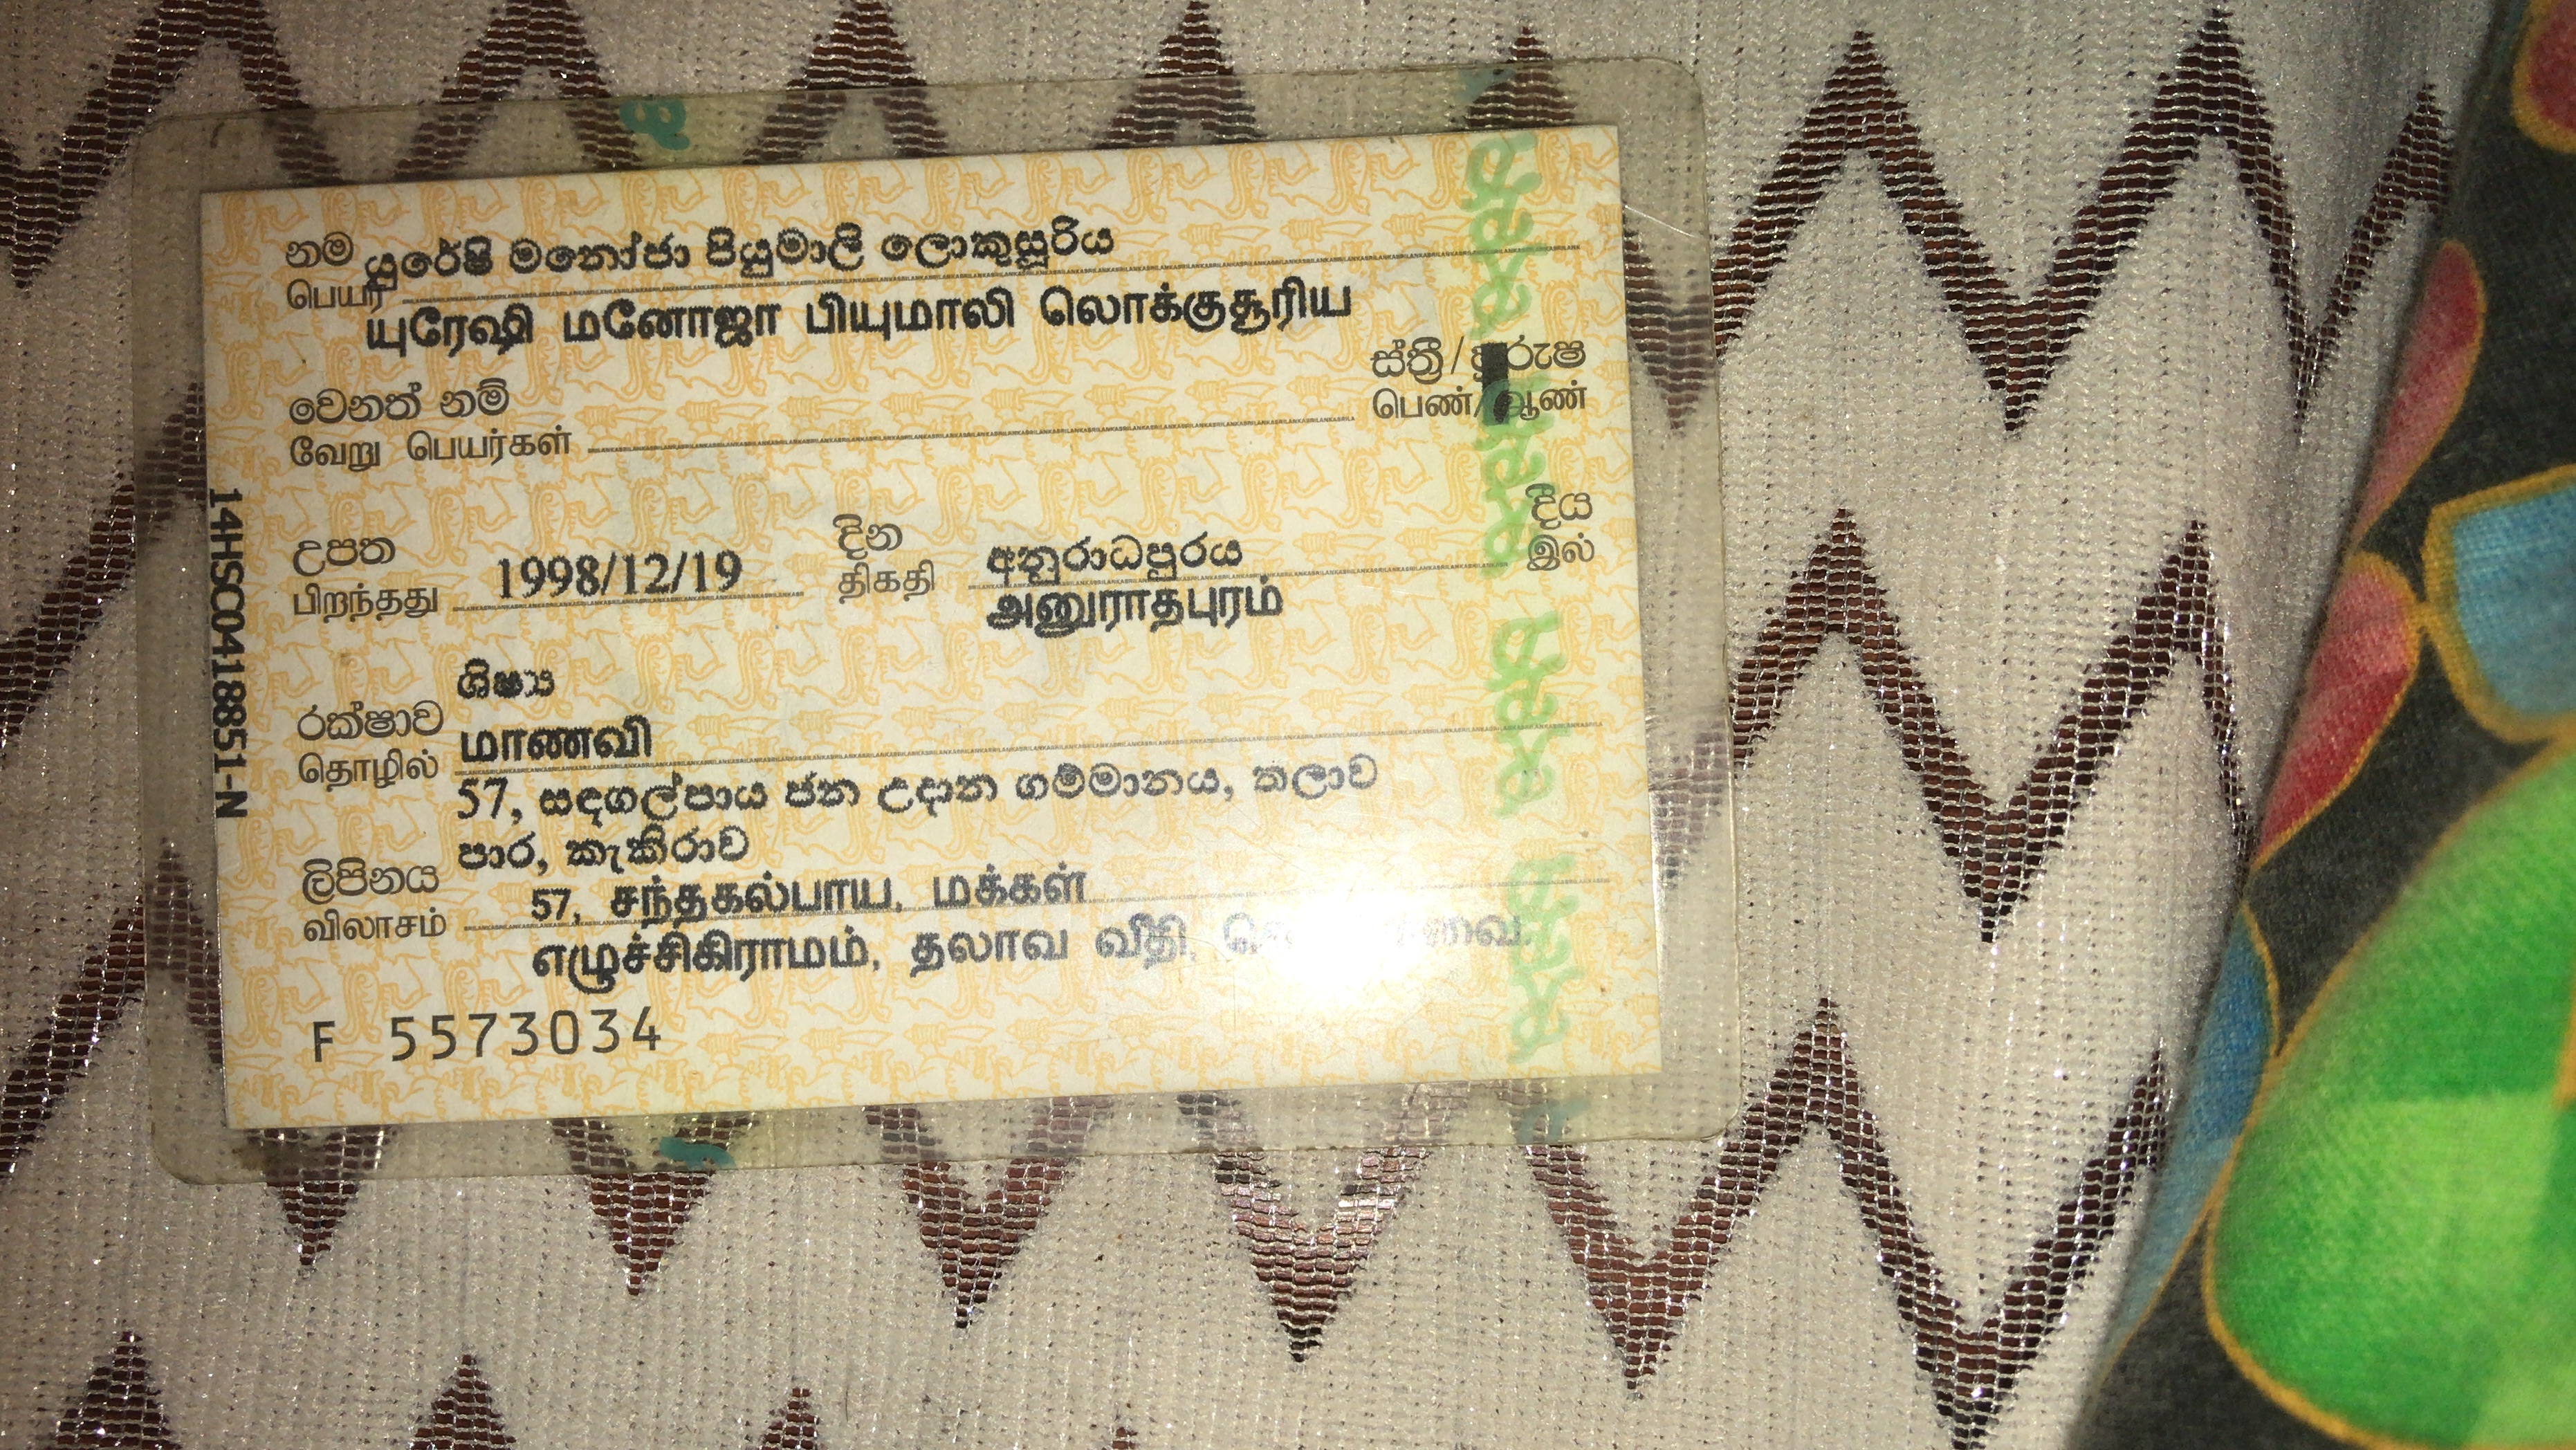 නම යුරේෂි මනෝජා පියුමාලි ලොකුසූරිය
பெயர் யுரேஷி மனோஜா பியுமாலி லொக்குசூரிய
ස්ත්‍රී/පුරුෂ
வெண்/ஆண்
වෙනත් නම්
வேறு பெயர்கள்
උපත 1998/12/19 දින අනුරාධපුරය දීය
பிறந்தது திகதி அனுராதபுரம் இல்
ශිෂ්‍ය
රක්ෂාව
தொழில் மாணவி
57, සඳගල්පාය ජන උදාන ගම්මානය, තලාව
පාර, කැකිරාව
ලිපිනය
விலாசம் 57, சந்தகல்பாய, மக்கள்
எழுச்சிகிராமம், தலாவ வீதி,
F 5573034
14HSC0418851-N